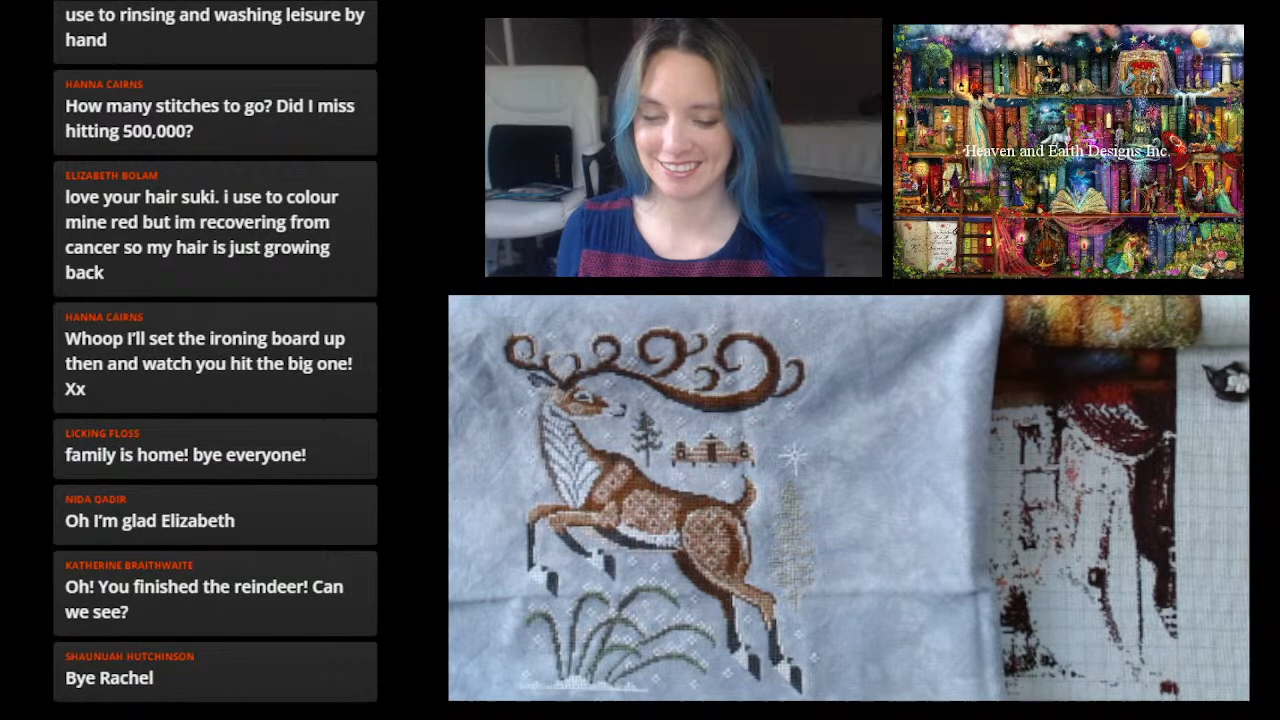 use to rinsing and washing leisure by
hand
HANNA CAIRNS
How many stitches to go? Did I miss
hitting 500,000?
ELIZABETH BOLAM
love your hair suki. i use to colour
mine red but im recovering from
cancer so my hair is just growing
back
HANNA CAIRNS
Whoop I'll set the ironing board up
then and watch you hit the big one!
Xx
LICKING FLOSS
family is home! bye everyone!
NIDA QADIR
Oh I'm glad Elizabeth
KATHERINE BRAITHWAITE
Oh! You finished the reindeer! Can
we see?
SHAUNUAH HUTCHINSON
Bye Rachel
Heaven and Earth Designs Inc.